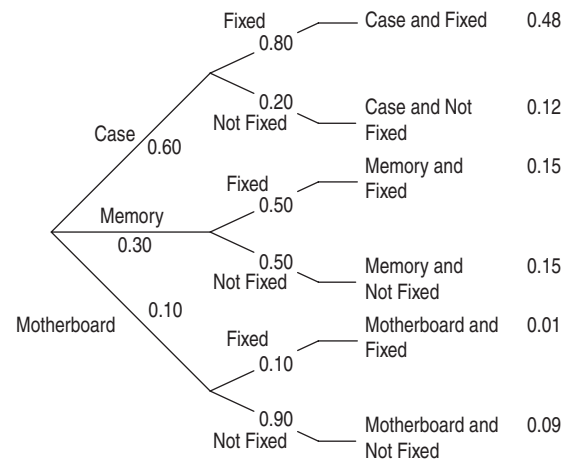 Fixed
0.80
Case and Fixed 0.48
0.20
Not Fixed
Case and Not 0.12
Fixed
Case
0.60
Memory and 0.15
Fixed
Fixed
0.50
Memory
0.30
0.50
Not Fixed
Memory and 0.15
Not Fixed
0.10
Motherboard
Fixed
0.10
Motherboard and 0.01
Fixed
0.90
Not Fixed
Motherboard and 0.09
Not Fixed